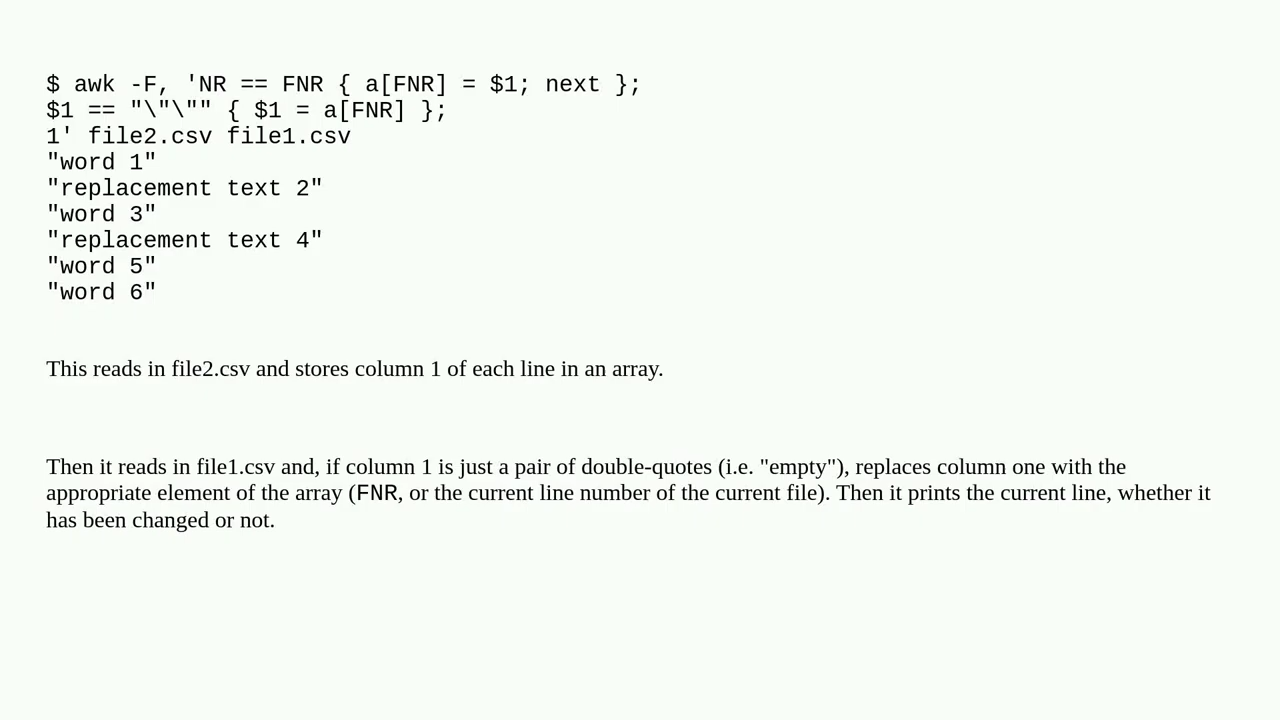 $ awk -F, 'NR == FNR { a[FNR] = $1; next };
$1 == "\"\"" { $1 = a[FNR] };
1' file2.csv file1.csv
"word 1"
"replacement text 2"
"word 3"
"replacement text 4"
"word 5"
"word 6"
This reads in file2.csv and stores column 1 of each line in an array.
Then it reads in file1.csv and, if column 1 is just a pair of double-quotes (i.e. "empty"), replaces column one with the
appropriate element of the array (FNR, or the current line number of the current file). Then it prints the current line, whether it
has been changed or not.